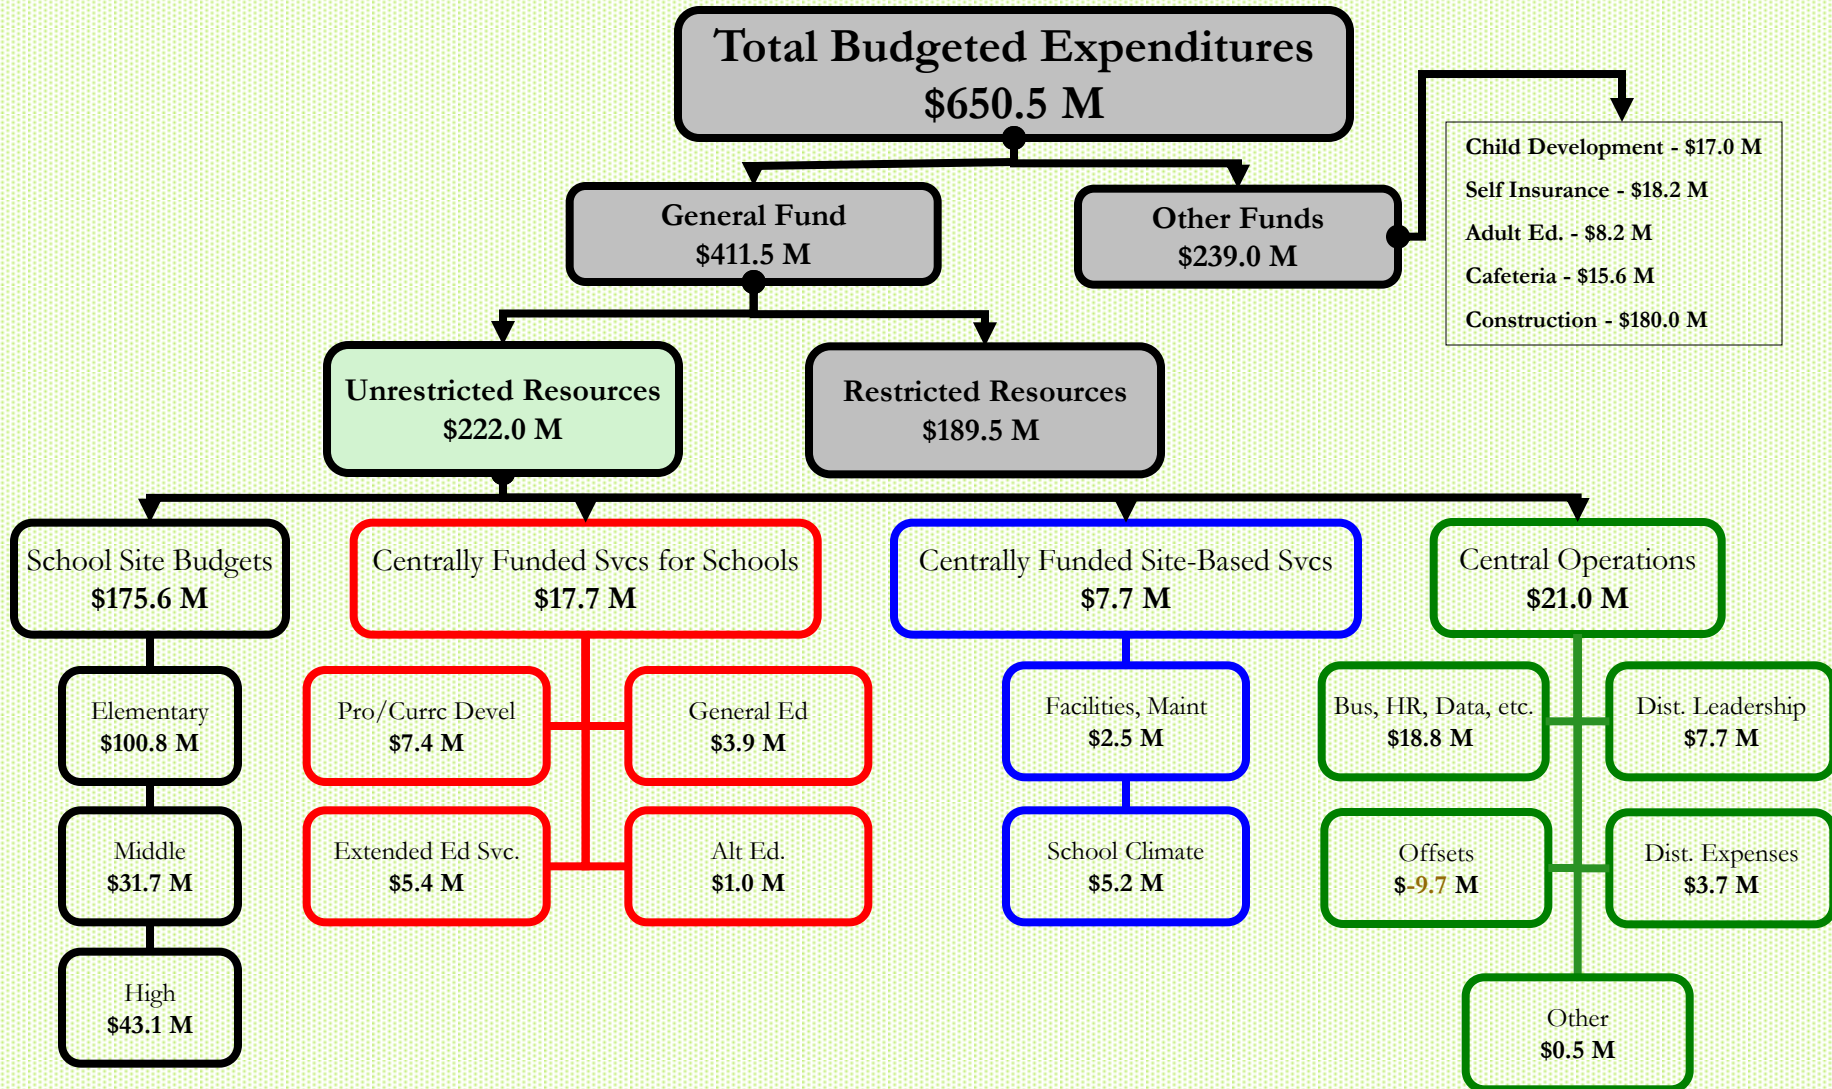 Total Budgeted Expenditures
$650.5 M
General Fund
$411.5 M
Other Funds
$239.0 M
Child Development - $17.0 M
Self Insurance - $18.2 M
Adult Ed. - $8.2 M
Cafeteria - $15.6 M
Construction - $180.0 M
Unrestricted Resources
$222.0 M
Restricted Resources
$189.5 M
School Site Budgets
$175.6 M
Centrally Funded Svcs for Schools
$17.7 M
Centrally Funded Site-Based Svcs
$7.7 M
Central Operations
$21.0 M
Elementary
$100.8 M
Middle
$31.7 M
High
$43.1 M
Pro/Currc Devel
$7.4 M
General Ed
$3.9 M
Extended Ed Svc.
$5.4 M
Alt Ed.
$1.0 M
Facilities, Maint
$2.5 M
School Climate
$5.2 M
Bus, HR, Data, etc.
$18.8 M
Dist. Leadership
$7.7 M
Offsets
$-9.7 M
Dist. Expenses
$3.7 M
Other
$0.5 M